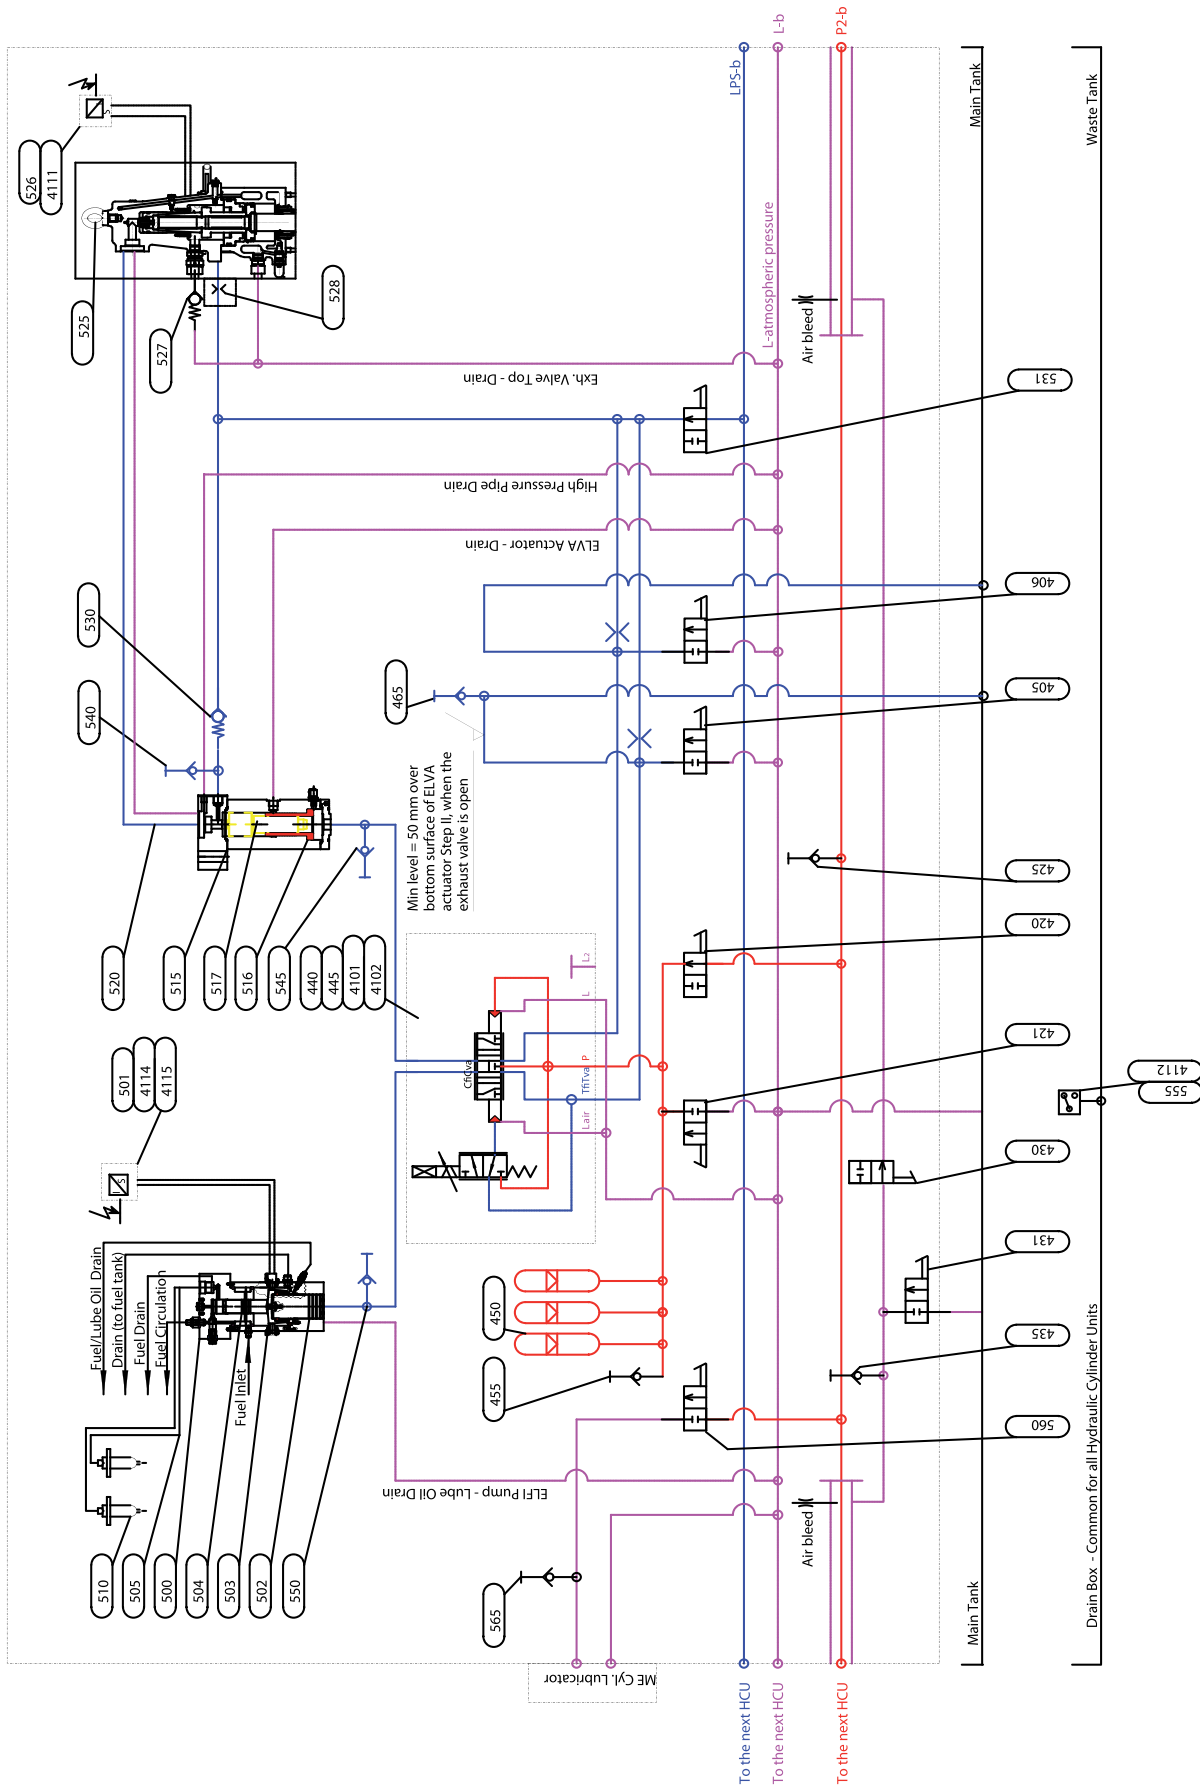 Fuel/Lube Oil Drain
Drain (to fuel tank)
Fuel Drain
Fuel Circulation
Fuel Inlet
510
505
500
504
503
502
550
501
4114
4115
520
515
517
516
545
440
445
4101
4102
540
530
525
527
528
526
4111
465
Min level = 50 mm over
bottom surface of ELVA
actuator Step II, when the
exhaust valve is open
L
L₂
P
TfiTva
Lair
450
455
565
ELFI Pump - Lube Oil Drain
ME Cyl. Lubricator
ELVA Actuator - Drain
High Pressure Pipe Drain
Exh. Valve Top - Drain
L-atmospheric pressure
LPS-b
L-b
P2-b
To the next HCU
To the next HCU
To the next HCU
Air bleed
Air bleed
531
406
405
425
420
421
430
431
435
560
4112
555
Main Tank
Main Tank
Drain Box - Common for all Hydraulic Cylinder Units
Waste Tank